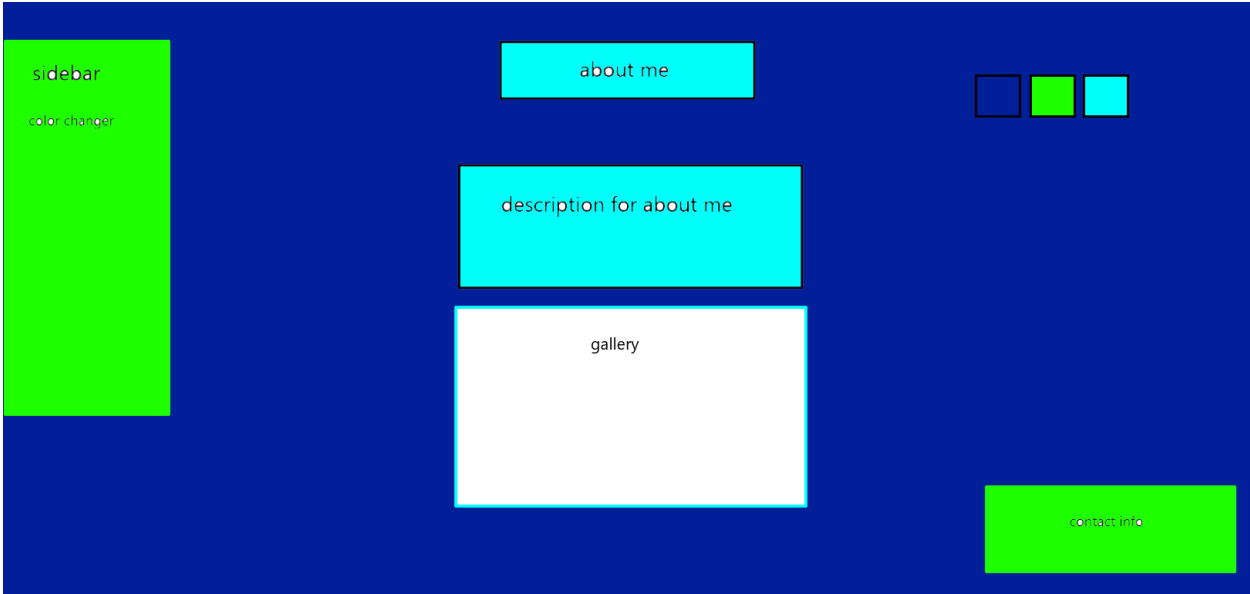 sidebar
color changer
about me
description for about me
gallery
contact info